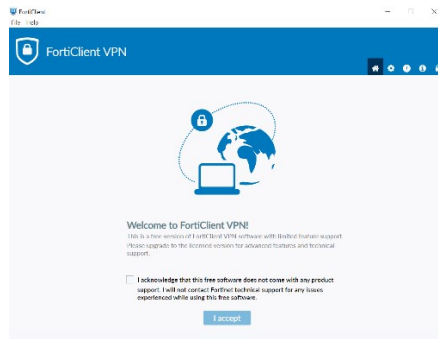 FortiClient
File Help
FortiClient VPN
Welcome to FortiClient VPN!
This is a free version of FortiClient VPN software with limited feature support.
Please upgrade to the licensed version for advanced features and technical
support.
I acknowledge that this free software does not come with any product
support. I will not contact Fortinet technical support for any issues
experienced while using this free software.
I accept